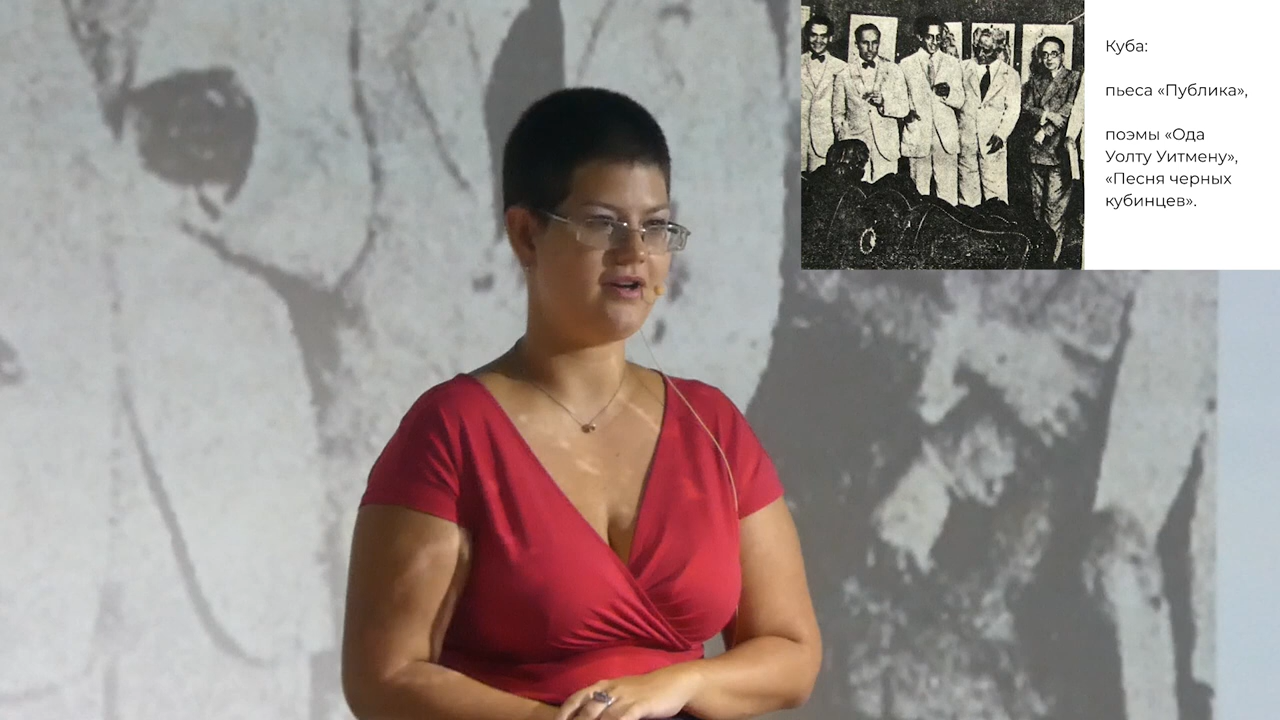 Куба:
пьеса «Публика»,
поэмы «Ода
Уолту Уитмену»,
«Песня черных
кубинцев».